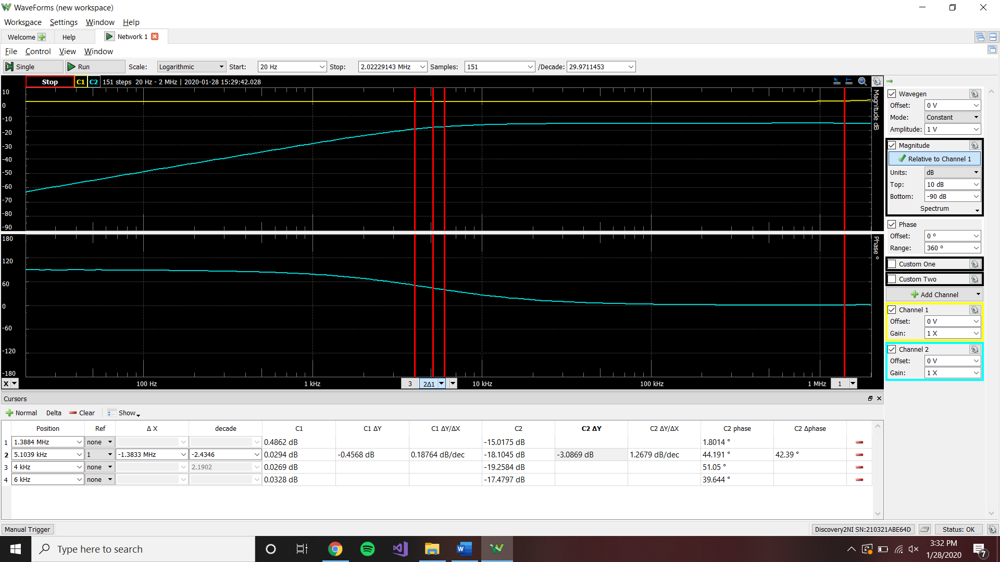 WaveForms (new workspace)
Workspace Settings Window Help
Welcome Help Network 1
File Control View Window
Single Run Scale: Logarithmic Start: 20 Hz Stop: 2.02229143 MHz Samples: 151 /Decade: 29.9711453
Stop C1 C2 151 steps 20 Hz - 2 MHz | 2020-01-28 15:29:42.028
10
0
-10
-20
-30
-40
-50
-60
-70
-80
-90
Magnitude dB
180
120
60
0
-60
-120
-180
Phase °
X 100 Hz 1 kHz 3 2Δ1 10 kHz 100 kHz 1 MHz 1
Wavegen
Offset: 0 V
Mode: Constant
Amplitude: 1 V
Magnitude
Relative to Channel 1
Units: dB
Top: 10 dB
Bottom: -90 dB
Spectrum
Phase
Offset: 0 °
Range: 360 °
Custom One
Custom Two
Add Channel
Channel 1
Offset: 0 V
Gain: 1 X
Channel 2
Offset: 0 V
Gain: 1 X
Cursors
Normal Delta Clear Show
Position Ref Δ X decade C1 C1 ΔY C1 ΔY/ΔX C2 C2 ΔY C2 ΔY/ΔX C2 phase C2 Δphase
1 1.3884 MHz none 0.4862 dB -15.0175 dB 1.8014 °
2 5.1039 kHz 1 -1.3833 MHz -2.4346 0.0294 dB -0.4568 dB 0.18764 dB/dec -18.1045 dB -3.0869 dB 1.2679 dB/dec 44.191 ° 42.39 °
3 4 kHz none 2.1902 0.0269 dB -19.2584 dB 51.05 °
4 6 kHz none 0.0328 dB -17.4797 dB 39.644 °
Manual Trigger Discovery2NI SN:210321ABE64D Status: OK
Type here to search
3:32 PM
1/28/2020
7